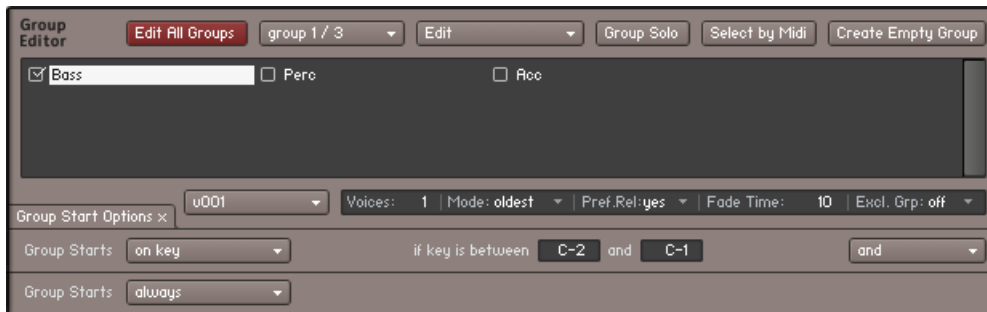 Group Editor
Edit All Groups group 1 / 3 Edit Group Solo Select by Midi Create Empty Group
Bass Perc Acc
v001 Voices: 1 | Mode: oldest | Pref.Rel: yes | Fade Time: 10 | Excl. Grp: off
Group Start Options ×
Group Starts on key if key is between C-2 and C-1 and
Group Starts always